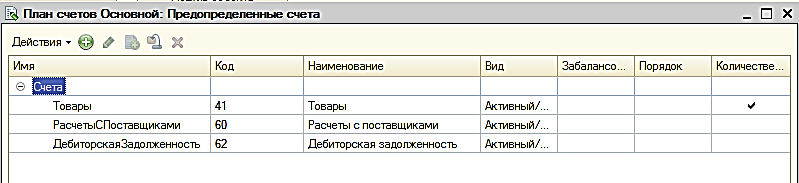 План счетов Основной: Предопределенные счета
Действия
Имя Код Наименование Вид Забалансо... Порядок Количестве...
Счета
Товары 41 Товары Активный/...
РасчетыСПоставщиками 60 Расчеты с поставщиками Активный/...
ДебиторскаяЗадолженность 62 Дебиторская задолженность Активный/...